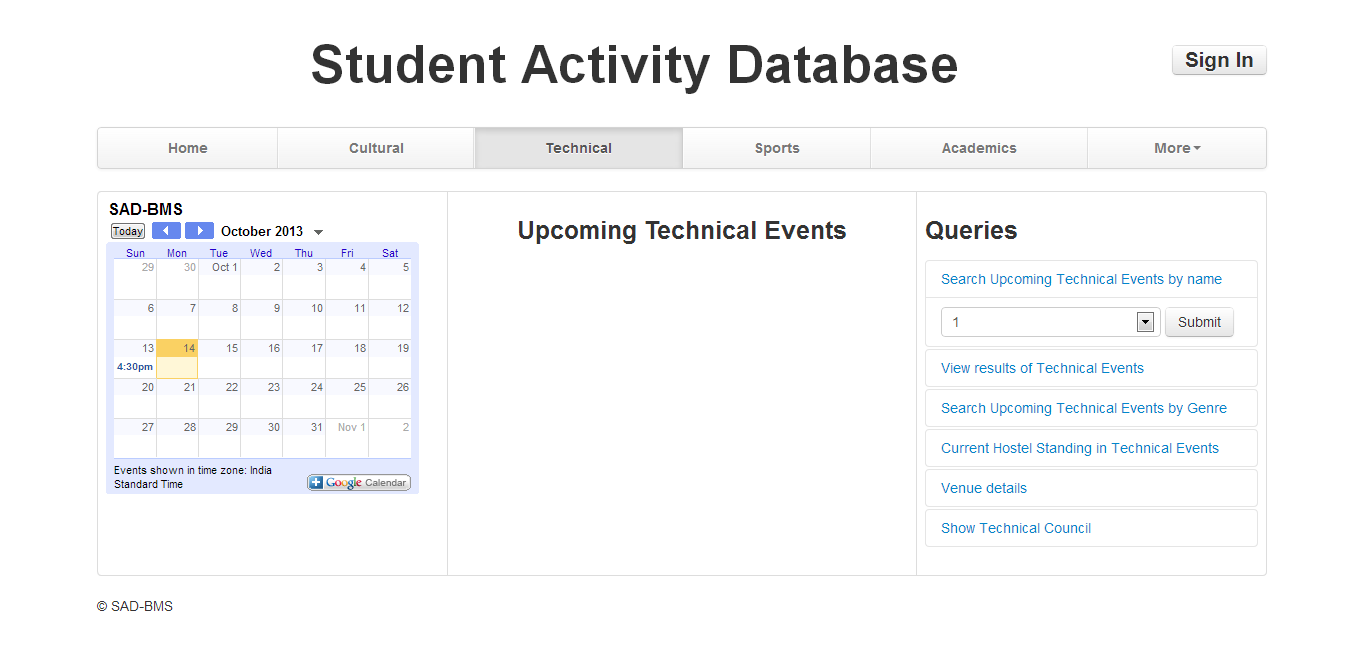 Student Activity Database
Sign In
Home Cultural Technical Sports Academics More
SAD-BMS
Today October 2013
Sun Mon Tue Wed Thu Fri Sat
29 30 Oct 1 2 3 4 5
6 7 8 9 10 11 12
13 14 15 16 17 18 19
4:30pm
20 21 22 23 24 25 26
27 28 29 30 31 Nov 1 2
Events shown in time zone: India
Standard Time
Google Calendar
Upcoming Technical Events
Queries
Search Upcoming Technical Events by name
1 Submit
View results of Technical Events
Search Upcoming Technical Events by Genre
Current Hostel Standing in Technical Events
Venue details
Show Technical Council
© SAD-BMS